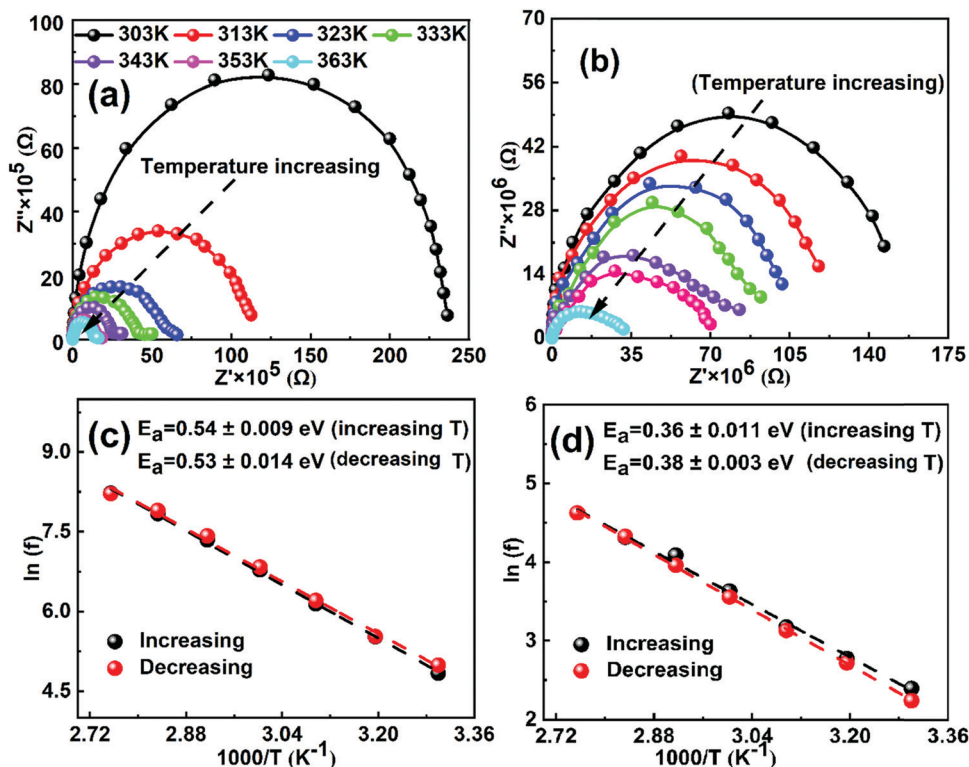 303K 313K 323K 333K
343K 353K 363K
(a)
Temperature increasing
Z''×10⁵ (Ω)
100
80
60
40
20
0
0 50 100 150 200 250
Z'×10⁵ (Ω)
(b)
(Temperature increasing)
Z''×10⁶ (Ω)
70
56
42
28
14
0
0 35 70 105 140 175
Z'×10⁶ (Ω)
(c)
Eₐ=0.54 ± 0.009 eV (increasing T)
Eₐ=0.53 ± 0.014 eV (decreasing T)
ln (f)
9.0
7.5
6.0
4.5
Increasing
Decreasing
2.72 2.88 3.04 3.20 3.36
1000/T (K⁻¹)
(d)
Eₐ=0.36 ± 0.011 eV (increasing T)
Eₐ=0.38 ± 0.003 eV (decreasing T)
ln (f)
6
5
4
3
2
Increasing
Decreasing
2.72 2.88 3.04 3.20 3.36
1000/T (K⁻¹)